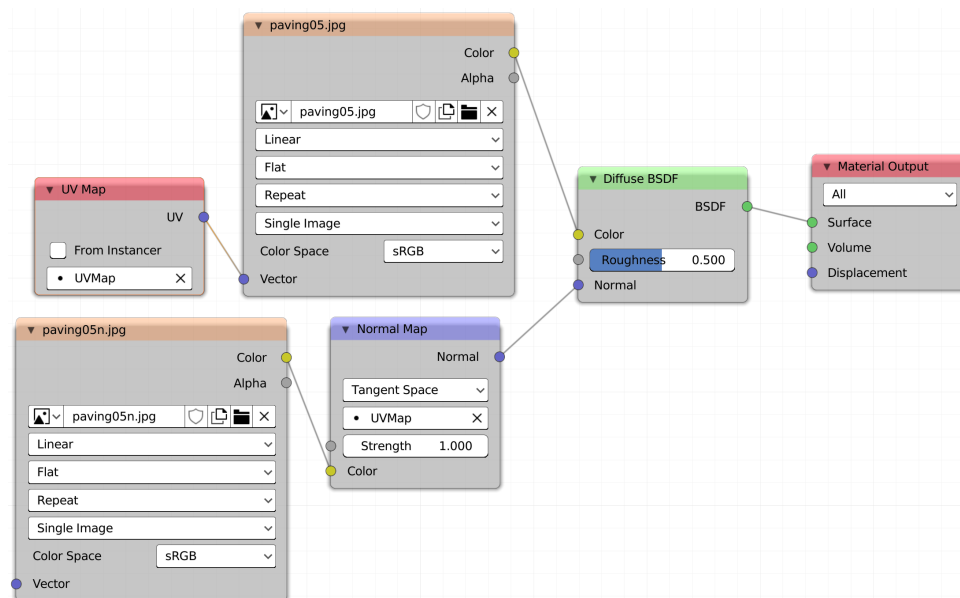 paving05.jpg
Color
Alpha
paving05.jpg
Linear
Flat
Repeat
Single Image
Color Space sRGB
Vector
UV Map
UV
From Instancer
UVMap
paving05n.jpg
Color
Alpha
paving05n.jpg
Linear
Flat
Repeat
Single Image
Color Space sRGB
Vector
Normal Map
Normal
Tangent Space
UVMap
Strength 1.000
Color
Diffuse BSDF
BSDF
Color
Roughness 0.500
Normal
Material Output
All
Surface
Volume
Displacement